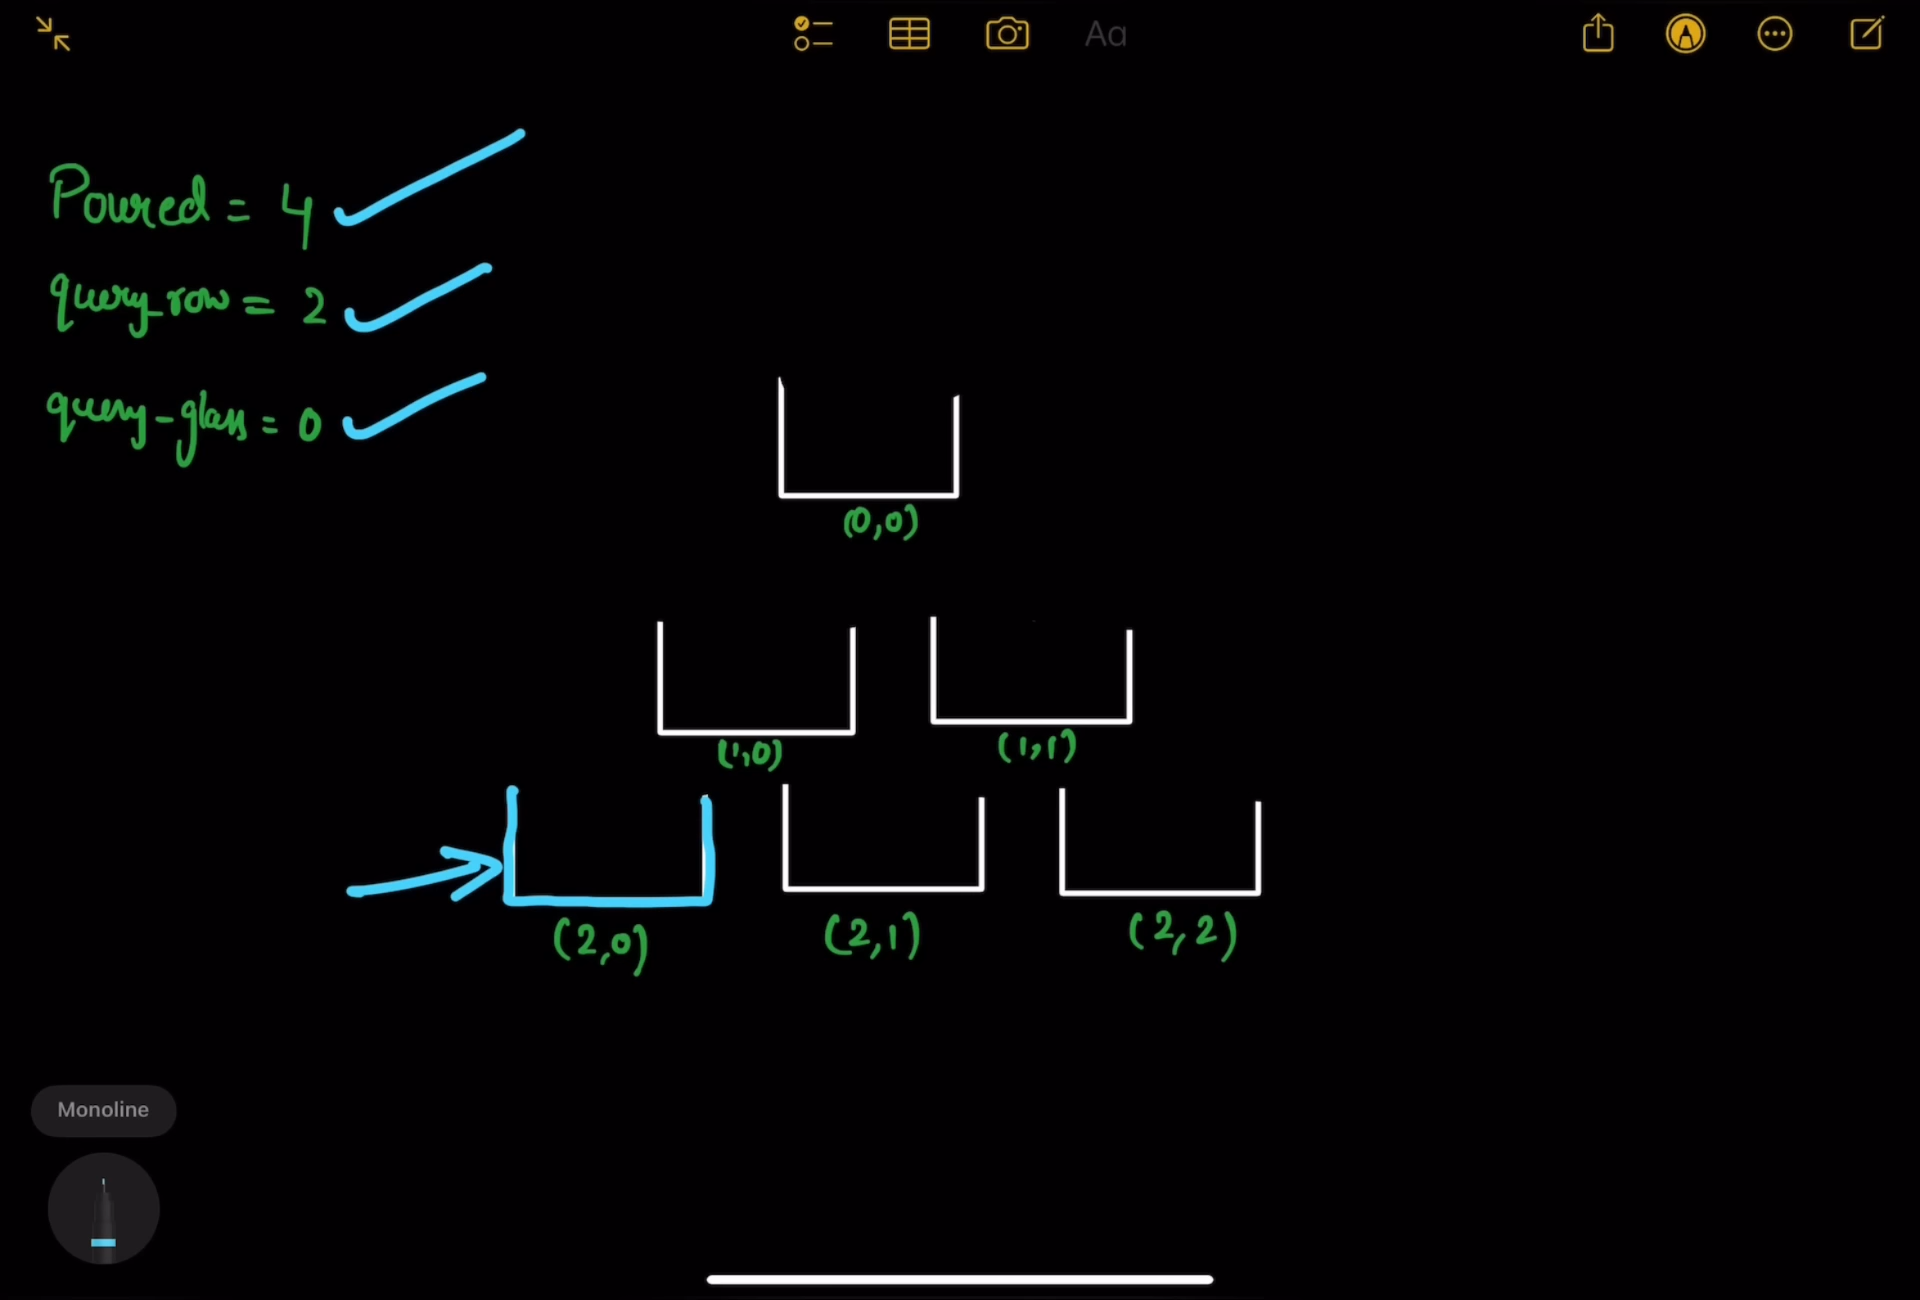 Aa
Poured = 4
query_row = 2
query-glass = 0
(0,0)
(1,0) (1,1)
(2,0) (2,1) (2,2)
Monoline